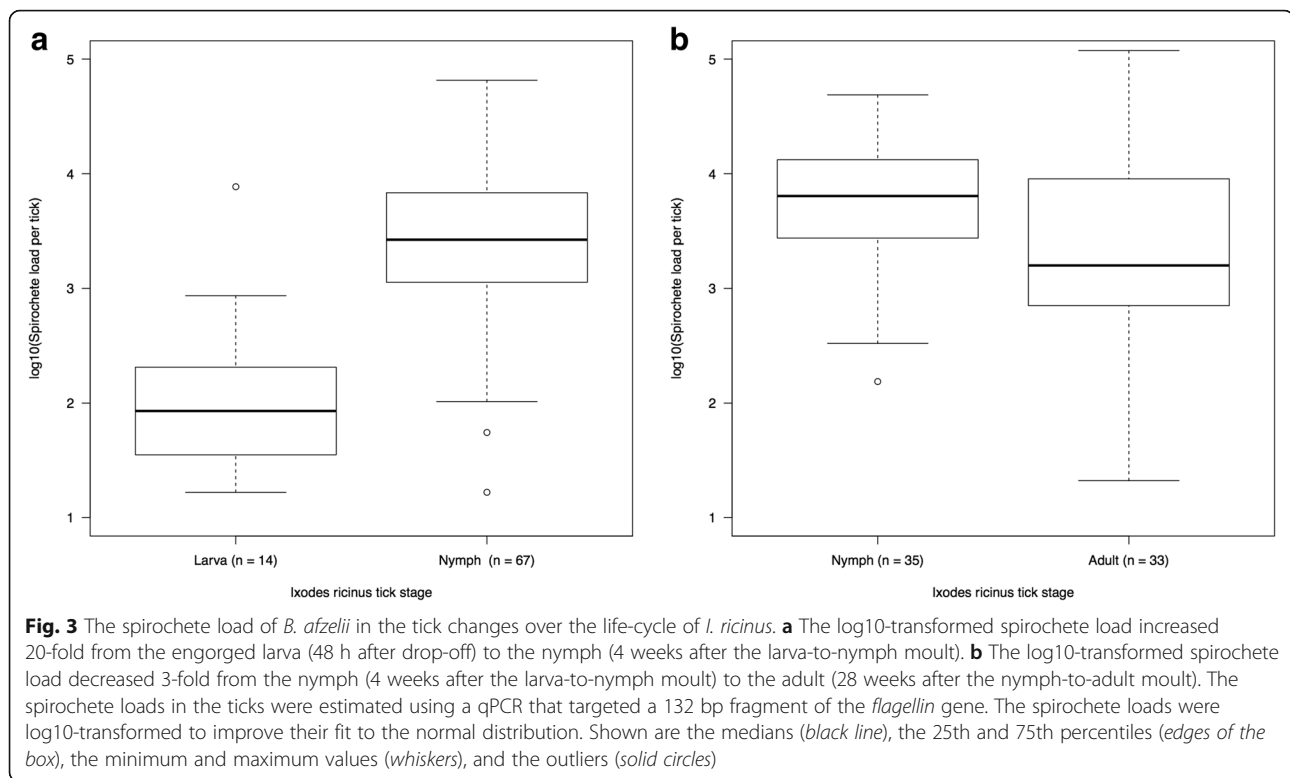 a
b
5
4
3
2
1
log10(Spirochete load per tick)
Larva (n = 14)
Nymph (n = 67)
Ixodes ricinus tick stage
5
4
3
2
1
log10(Spirochete load per tick)
Nymph (n = 35)
Adult (n = 33)
Ixodes ricinus tick stage
Fig. 3 The spirochete load of B. afzelii in the tick changes over the life-cycle of I. ricinus. a The log10-transformed spirochete load increased
20-fold from the engorged larva (48 h after drop-off) to the nymph (4 weeks after the larva-to-nymph moult). b The log10-transformed spirochete
load decreased 3-fold from the nymph (4 weeks after the larva-to-nymph moult) to the adult (28 weeks after the nymph-to-adult moult). The
spirochete loads in the ticks were estimated using a qPCR that targeted a 132 bp fragment of the flagellin gene. The spirochete loads were
log10-transformed to improve their fit to the normal distribution. Shown are the medians (black line), the 25th and 75th percentiles (edges of the
box), the minimum and maximum values (whiskers), and the outliers (solid circles)